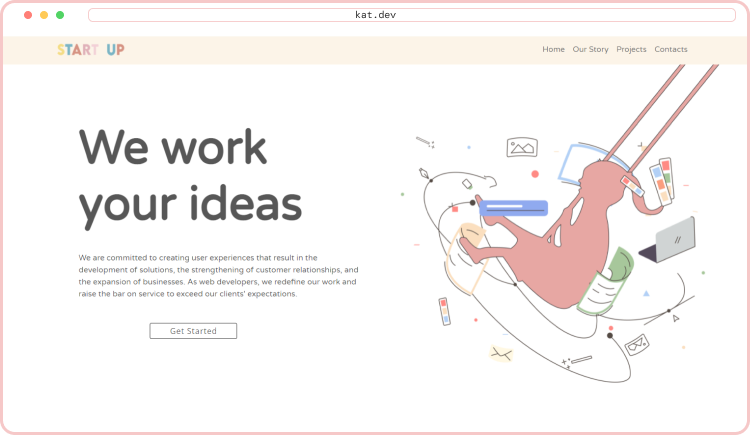 kat.dev
START UP
Home Our Story Projects Contacts
We work
your ideas
We are committed to creating user experiences that result in the
development of solutions, the strengthening of customer relationships, and
the expansion of businesses. As web developers, we redefine our work and
raise the bar on service to exceed our clients' expectations.
Get Started